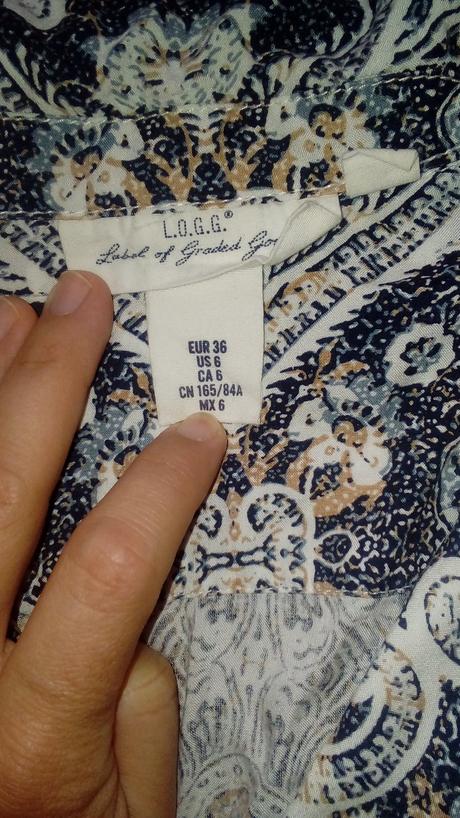 L.O.G.G.®
Label of Graded
EUR 36
US 6
CA 6
CN 165/84A
MX 6